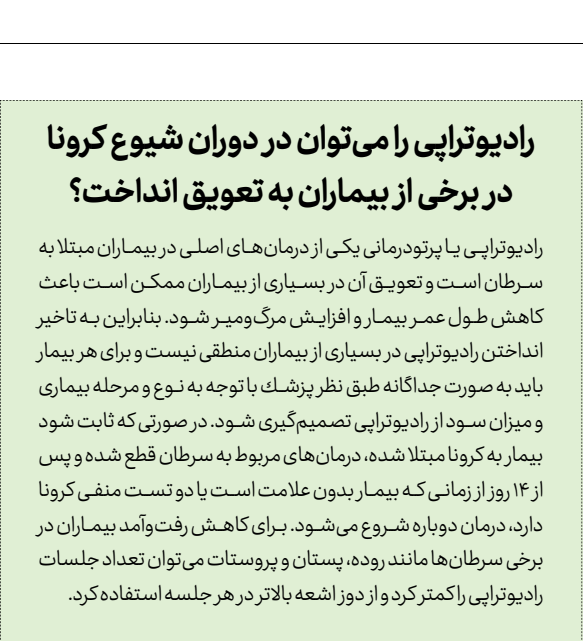 رادیوتراپی را می‌توان در دوران شیوع کرونا
در برخی از بیماران به تعویق انداخت؟
رادیوتراپی یا پرتودرمانی یکی از درمان‌های اصلی در بیماران مبتلا به
سرطان است و تعویق آن در بسیاری از بیماران ممکن است باعث
کاهش طول عمر بیمار و افزایش مرگ‌ومیر شود. بنابراین به تاخیر
انداختن رادیوتراپی در بسیاری از بیماران منطقی نیست و برای هر بیمار
باید به صورت جداگانه طبق نظر پزشك با توجه به نوع و مرحله بیماری
و میزان سود از رادیوتراپی تصمیم‌گیری شود. در صورتی که ثابت شود
بیمار به کرونا مبتلا شده، درمان‌های مربوط به سرطان قطع شده و پس
از ۱۴ روز از زمانی که بیمار بدون علامت است یا دو تست منفی کرونا
دارد، درمان دوباره شروع می‌شود. برای کاهش رفت‌وآمد بیماران در
برخی سرطان‌ها مانند روده، پستان و پروستات می‌توان تعداد جلسات
رادیوتراپی را کمتر کرد و از دوز اشعه بالاتر در هر جلسه استفاده کرد.